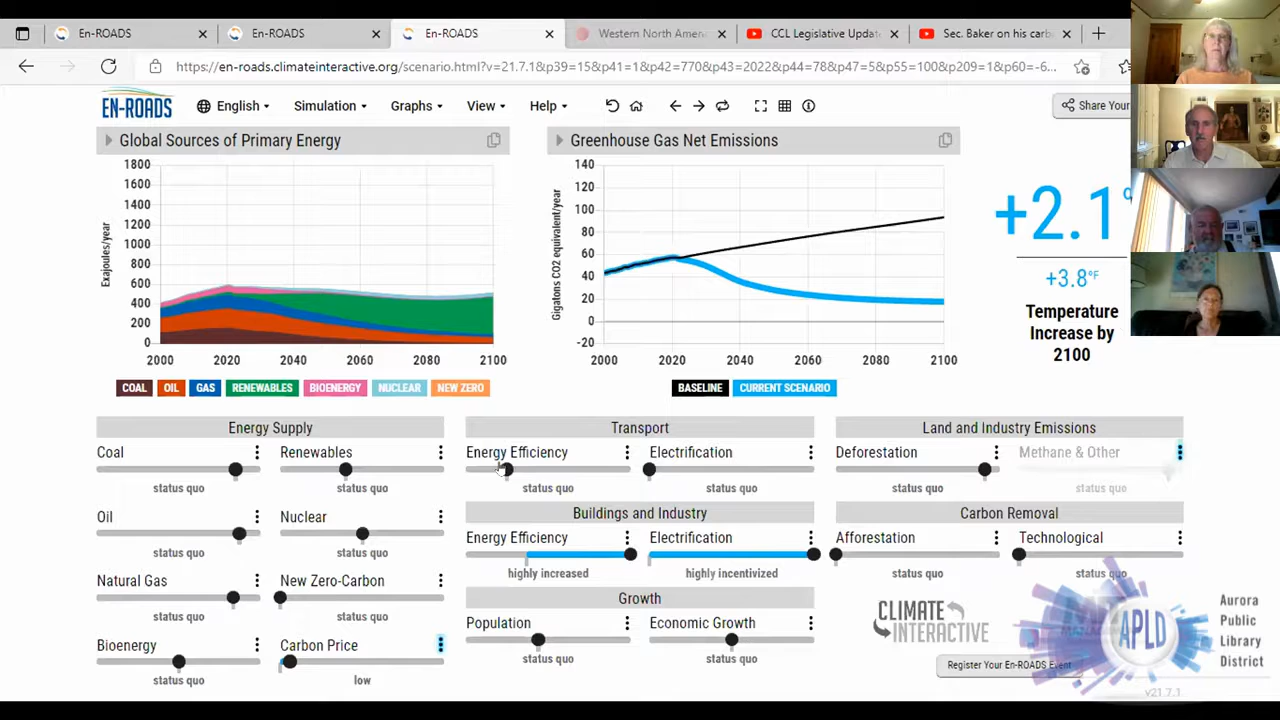 En-ROADS
En-ROADS
En-ROADS
Western North Ame
CCL Legislative Updat
Sec. Baker on his carb
https://en-roads.climateinteractive.org/scenario.html?v=21.7.1&p39=15&p41=1&p42=770&p43=2022&p44=78&p47=5&p55=100&p209=1&p60=-6...
EN-ROADS
English
Simulation
Graphs
View
Help
Share Your
Global Sources of Primary Energy
Greenhouse Gas Net Emissions
1800
1600
1400
1200
1000
800
600
400
200
0
Exajoules/year
2000 2020 2040 2060 2080 2100
COAL OIL GAS RENEWABLES BIOENERGY NUCLEAR NEW ZERO
140
120
100
80
60
40
20
0
-20
Gigatons CO2 equivalent/year
2000 2020 2040 2060 2080 2100
BASELINE CURRENT SCENARIO
+2.1°
+3.8°F
Temperature
Increase by
2100
Energy Supply
Coal
status quo
Renewables
status quo
Oil
status quo
Nuclear
status quo
Natural Gas
status quo
New Zero-Carbon
status quo
Bioenergy
status quo
Carbon Price
low
Transport
Energy Efficiency
status quo
Electrification
status quo
Buildings and Industry
Energy Efficiency
highly increased
Electrification
highly incentivized
Growth
Population
status quo
Economic Growth
status quo
Land and Industry Emissions
Deforestation
status quo
Methane & Other
status quo
Carbon Removal
Afforestation
status quo
Technological
status quo
CLIMATE
INTERACTIVE
Register Your En-ROADS Event
APLD
Aurora
Public
Library
District
v21.7.1